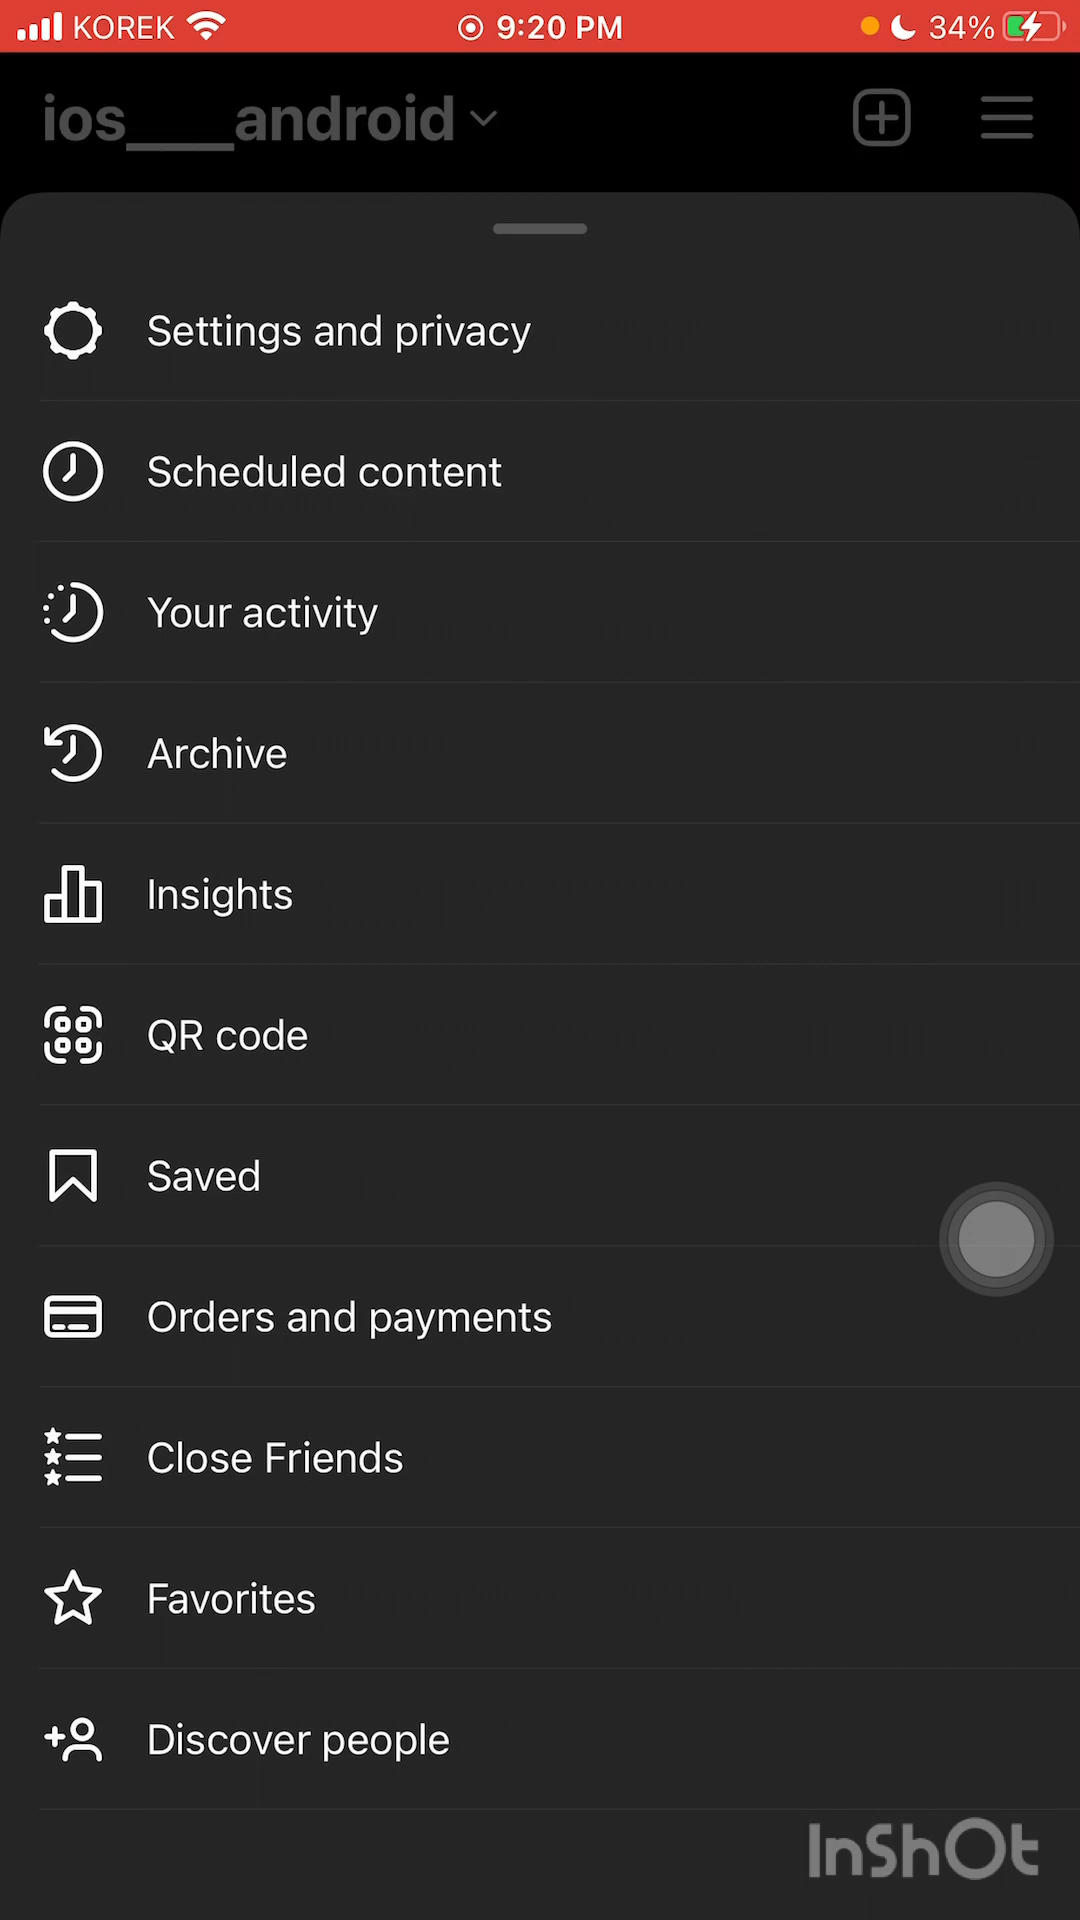 KOREK 9:20 PM 34%
ios____android
Settings and privacy
Scheduled content
Your activity
Archive
Insights
QR code
Saved
Orders and payments
Close Friends
Favorites
Discover people
InShOt